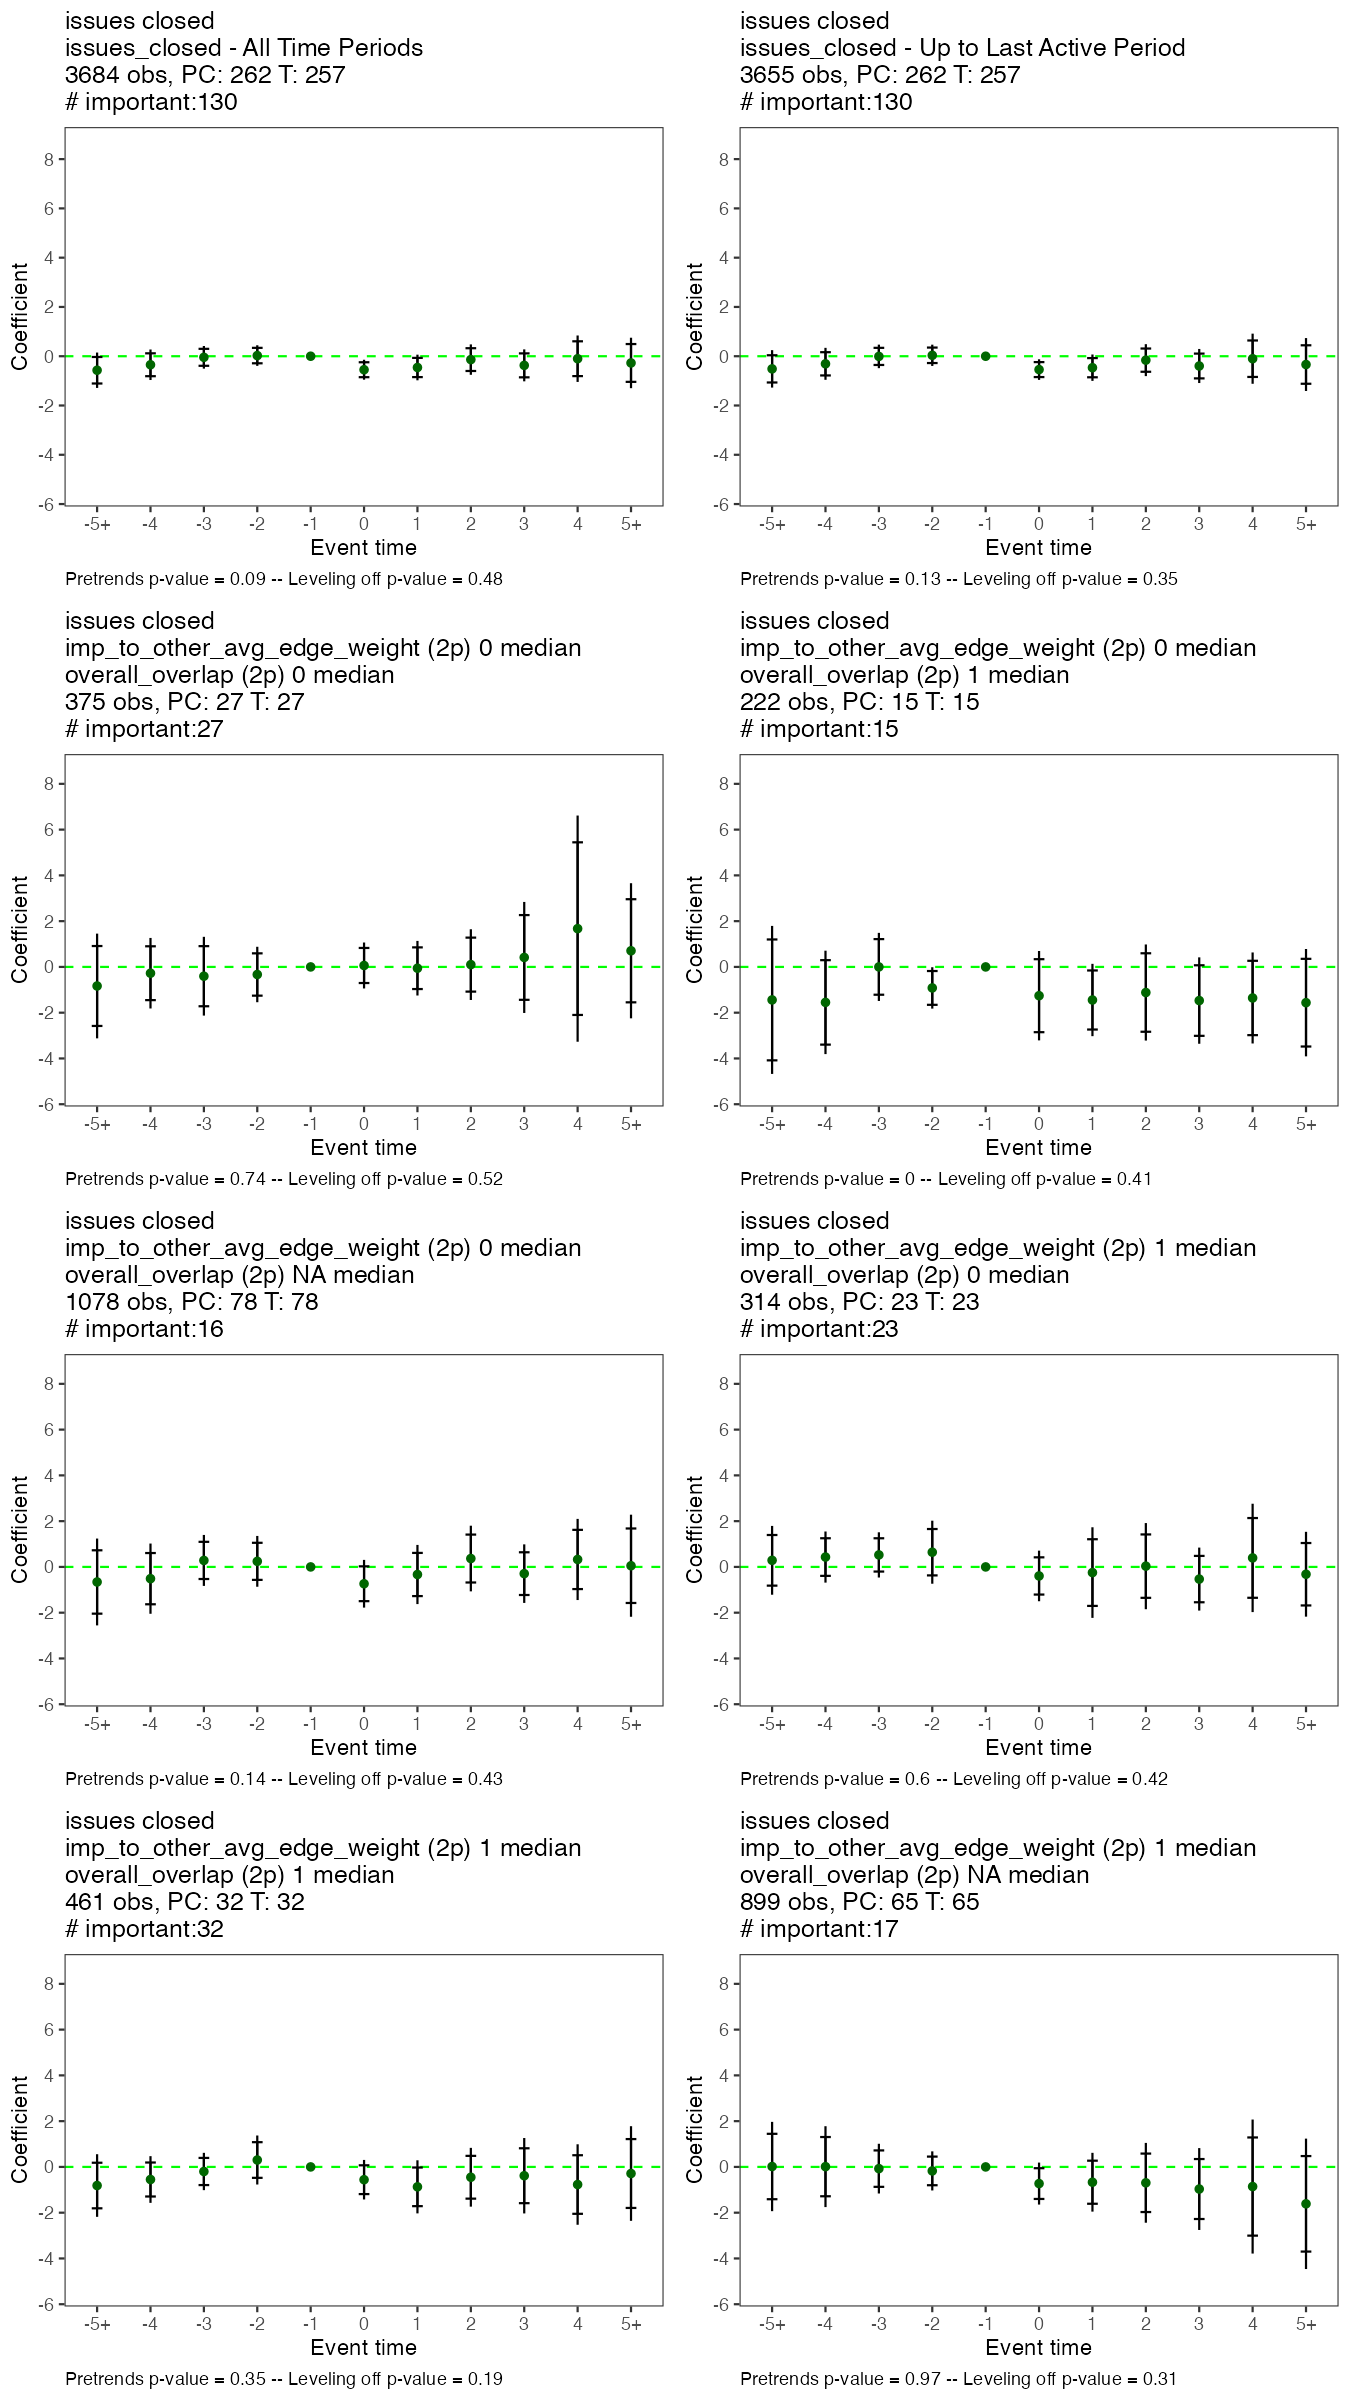 issues closed
issues_closed - All Time Periods
3684 obs, PC: 262 T: 257
# important:130
8
6
4
2
0
-2
-4
-6
Coefficient
-5+ -4 -3 -2 -1 0 1 2 3 4 5+
Event time
Pretrends p-value = 0.09 -- Leveling off p-value = 0.48
issues closed
issues_closed - Up to Last Active Period
3655 obs, PC: 262 T: 257
# important:130
8
6
4
2
0
-2
-4
-6
Coefficient
-5+ -4 -3 -2 -1 0 1 2 3 4 5+
Event time
Pretrends p-value = 0.13 -- Leveling off p-value = 0.35
issues closed
imp_to_other_avg_edge_weight (2p) 0 median
overall_overlap (2p) 0 median
375 obs, PC: 27 T: 27
# important:27
8
6
4
2
0
-2
-4
-6
Coefficient
-5+ -4 -3 -2 -1 0 1 2 3 4 5+
Event time
Pretrends p-value = 0.74 -- Leveling off p-value = 0.52
issues closed
imp_to_other_avg_edge_weight (2p) 0 median
overall_overlap (2p) 1 median
222 obs, PC: 15 T: 15
# important:15
8
6
4
2
0
-2
-4
-6
Coefficient
-5+ -4 -3 -2 -1 0 1 2 3 4 5+
Event time
Pretrends p-value = 0 -- Leveling off p-value = 0.41
issues closed
imp_to_other_avg_edge_weight (2p) 0 median
overall_overlap (2p) NA median
1078 obs, PC: 78 T: 78
# important:16
8
6
4
2
0
-2
-4
-6
Coefficient
-5+ -4 -3 -2 -1 0 1 2 3 4 5+
Event time
Pretrends p-value = 0.14 -- Leveling off p-value = 0.43
issues closed
imp_to_other_avg_edge_weight (2p) 1 median
overall_overlap (2p) 0 median
314 obs, PC: 23 T: 23
# important:23
8
6
4
2
0
-2
-4
-6
Coefficient
-5+ -4 -3 -2 -1 0 1 2 3 4 5+
Event time
Pretrends p-value = 0.6 -- Leveling off p-value = 0.42
issues closed
imp_to_other_avg_edge_weight (2p) 1 median
overall_overlap (2p) 1 median
461 obs, PC: 32 T: 32
# important:32
8
6
4
2
0
-2
-4
-6
Coefficient
-5+ -4 -3 -2 -1 0 1 2 3 4 5+
Event time
Pretrends p-value = 0.35 -- Leveling off p-value = 0.19
issues closed
imp_to_other_avg_edge_weight (2p) 1 median
overall_overlap (2p) NA median
899 obs, PC: 65 T: 65
# important:17
8
6
4
2
0
-2
-4
-6
Coefficient
-5+ -4 -3 -2 -1 0 1 2 3 4 5+
Event time
Pretrends p-value = 0.97 -- Leveling off p-value = 0.31